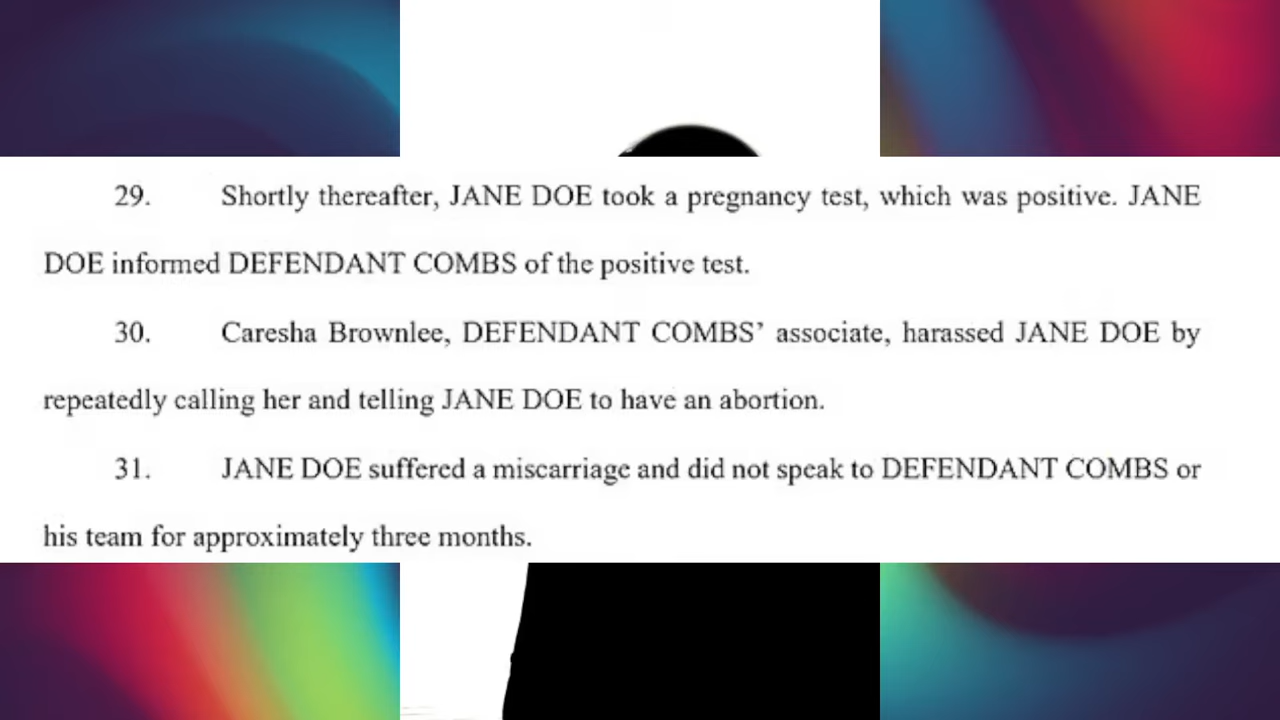 29. Shortly thereafter, JANE DOE took a pregnancy test, which was positive. JANE
DOE informed DEFENDANT COMBS of the positive test.
30. Caresha Brownlee, DEFENDANT COMBS’ associate, harassed JANE DOE by
repeatedly calling her and telling JANE DOE to have an abortion.
31. JANE DOE suffered a miscarriage and did not speak to DEFENDANT COMBS or
his team for approximately three months.